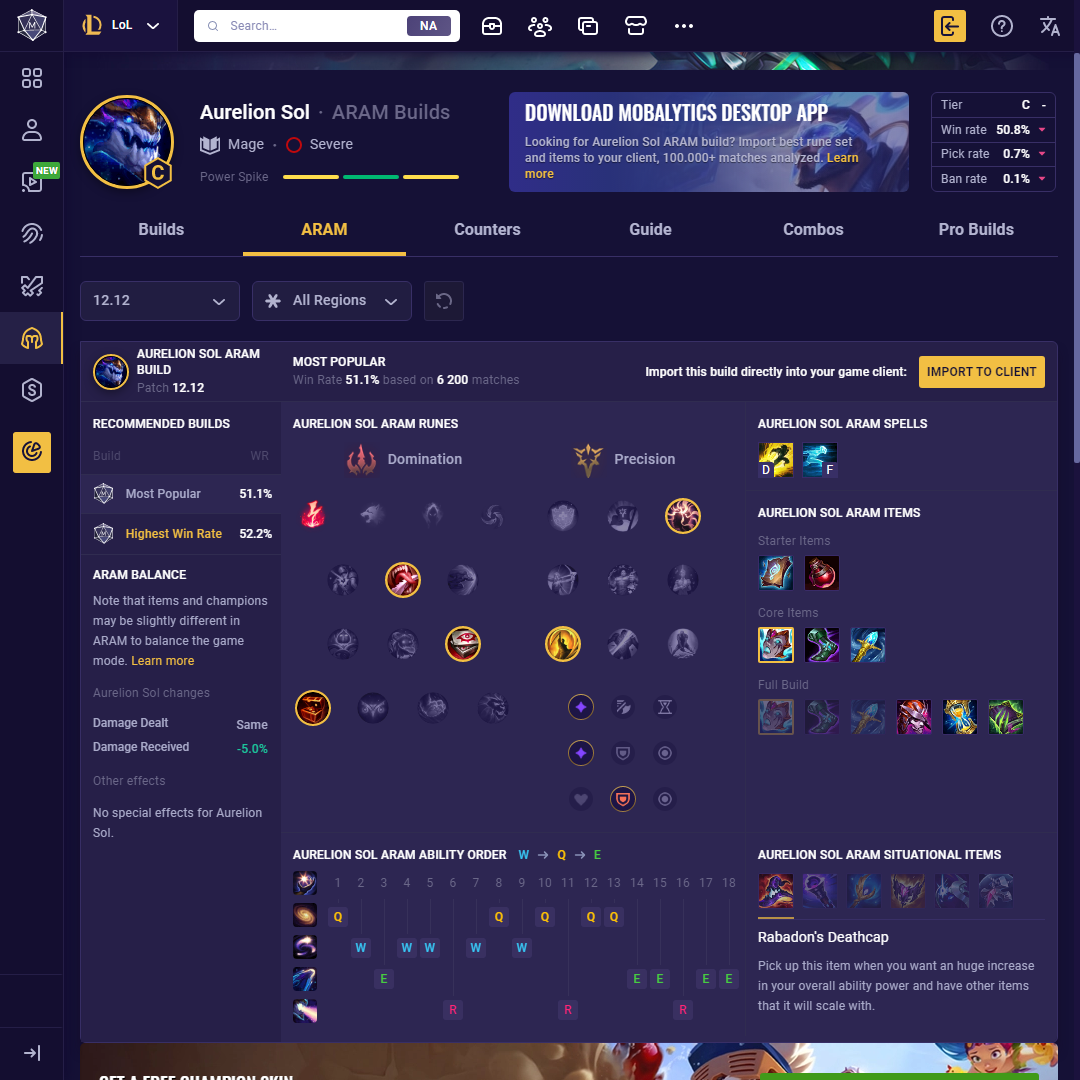 LoL
Search...
NA
NEW
Aurelion Sol · ARAM Builds
Mage · Severe
Power Spike
C
DOWNLOAD MOBALYTICS DESKTOP APP
Looking for Aurelion Sol ARAM build? Import best rune set
and items to your client, 100.000+ matches analyzed. Learn
more
Tier C -
Win rate 50.8%
Pick rate 0.7%
Ban rate 0.1%
Builds
ARAM
Counters
Guide
Combos
Pro Builds
12.12
All Regions
AURELION SOL ARAM
BUILD
Patch 12.12
MOST POPULAR
Win Rate 51.1% based on 6 200 matches
Import this build directly into your game client:
IMPORT TO CLIENT
RECOMMENDED BUILDS
Build WR
Most Popular 51.1%
Highest Win Rate 52.2%
ARAM BALANCE
Note that items and champions
may be slightly different in
ARAM to balance the game
mode. Learn more
Aurelion Sol changes
Damage Dealt Same
Damage Received -5.0%
Other effects
No special effects for Aurelion
Sol.
AURELION SOL ARAM RUNES
Domination
Precision
AURELION SOL ARAM SPELLS
D
F
AURELION SOL ARAM ITEMS
Starter Items
Core Items
Full Build
AURELION SOL ARAM ABILITY ORDER W → Q → E
1 2 3 4 5 6 7 8 9 10 11 12 13 14 15 16 17 18
Q Q Q Q Q
W W W W W
E E E E E
R R R
AURELION SOL ARAM SITUATIONAL ITEMS
Rabadon's Deathcap
Pick up this item when you want an huge increase
in your overall ability power and have other items
that it will scale with.
GET A FREE CHAMPION SKIN